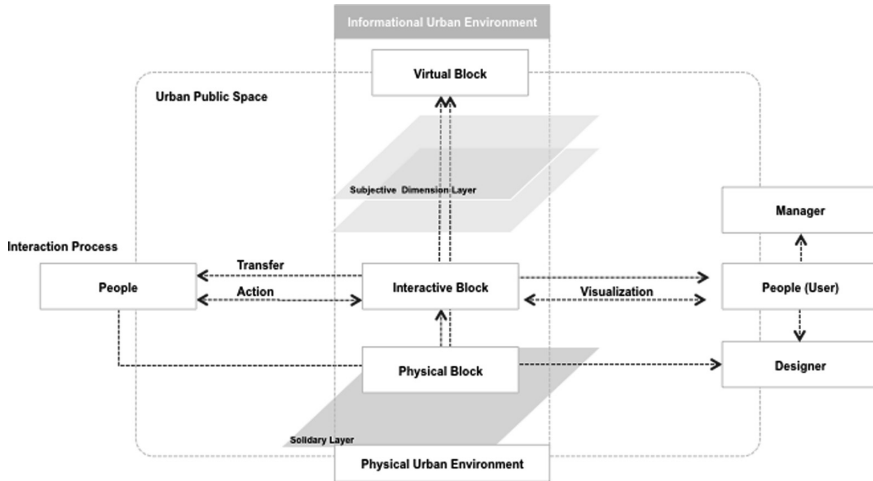 Informational Urban Environment
Virtual Block
Urban Public Space
Subjective Dimension Layer
Manager
Interaction Process
Transfer
People
Action
Interactive Block
Visualization
People (User)
Physical Block
Designer
Solidary Layer
Physical Urban Environment